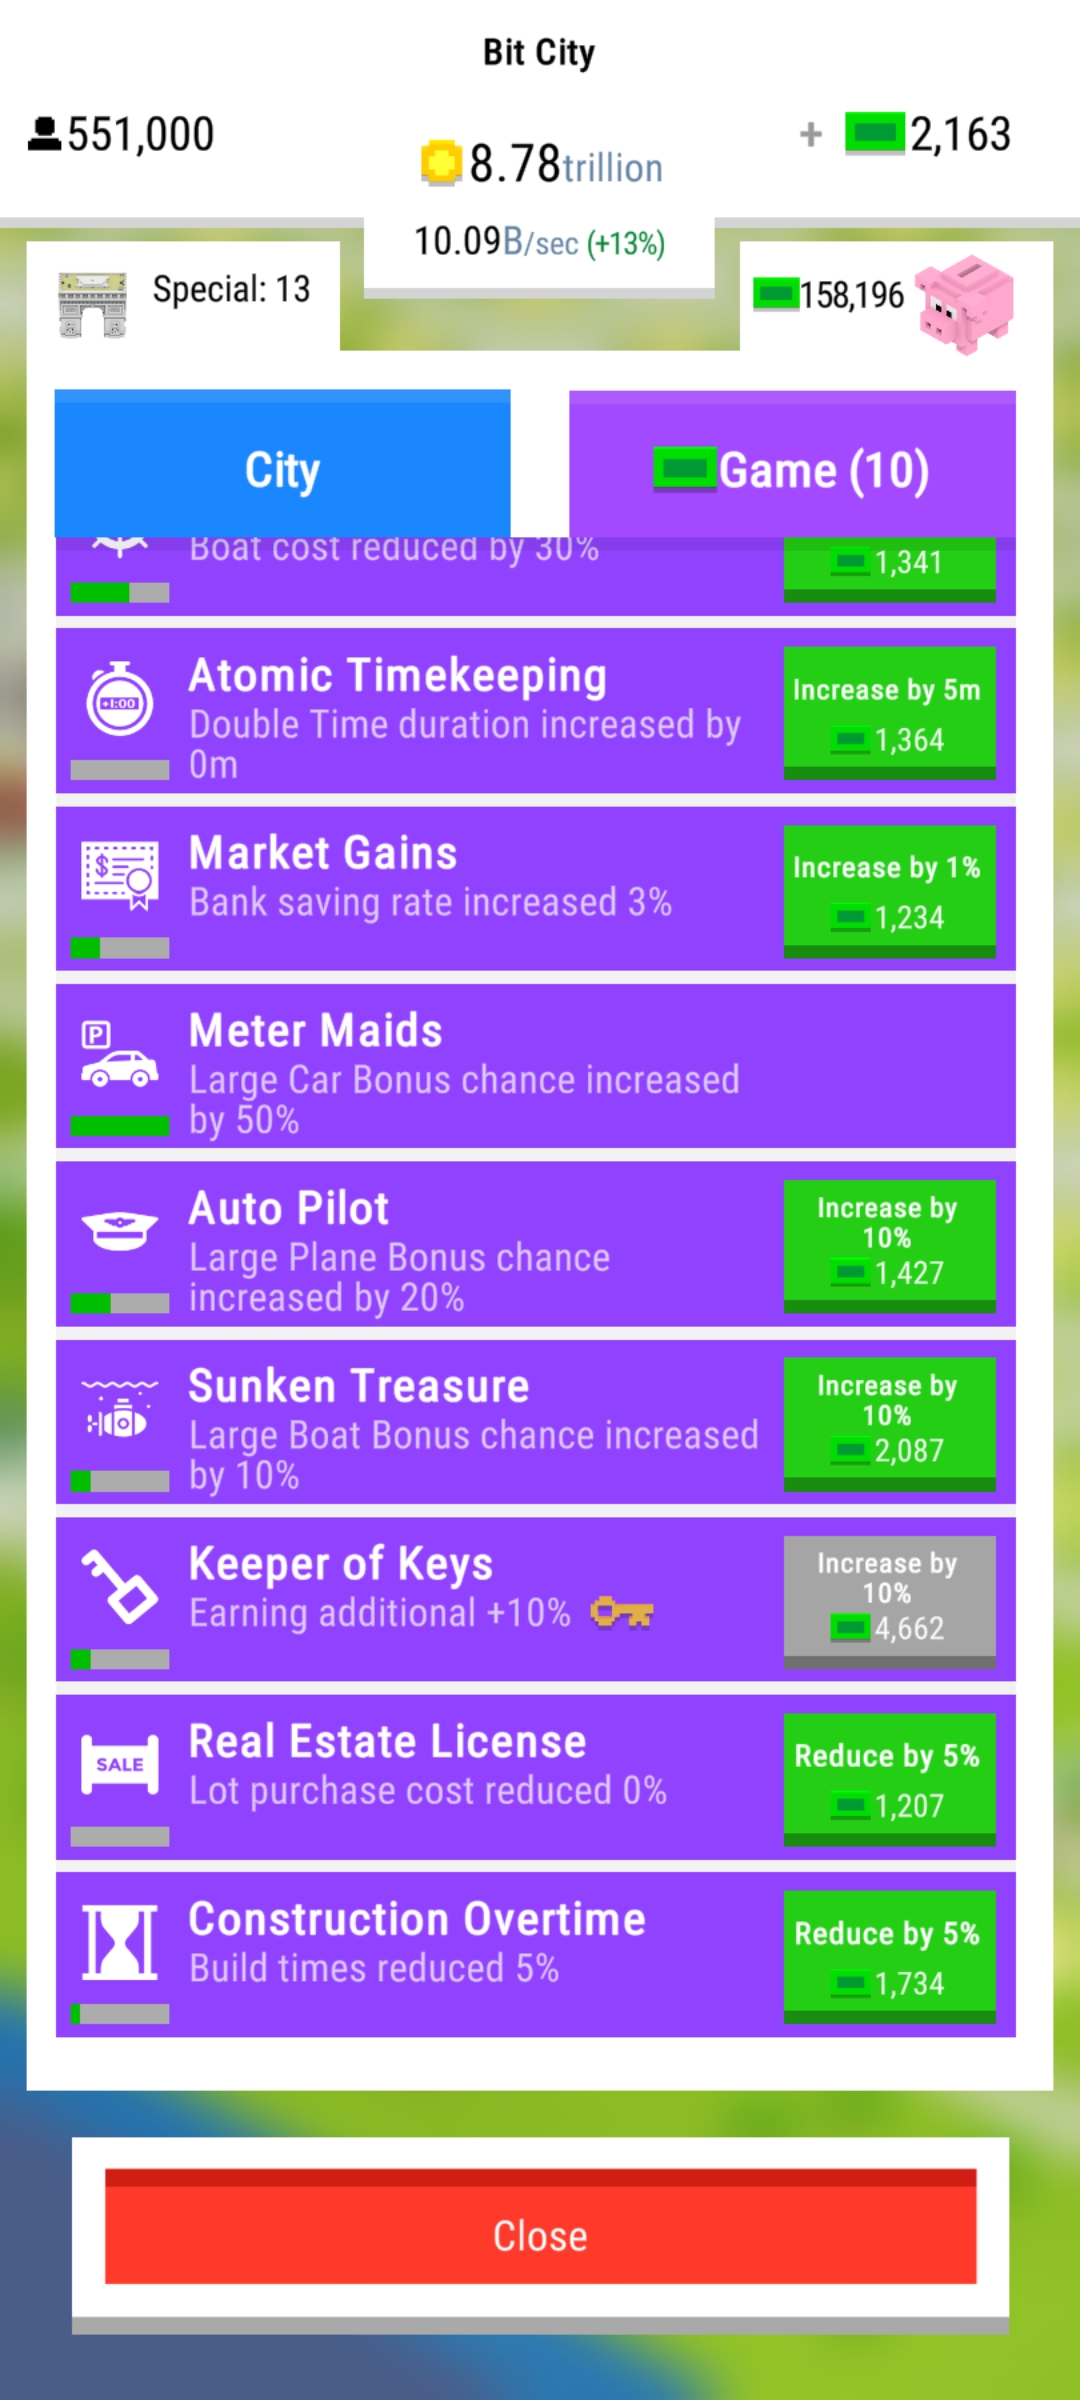 Bit City
551,000
8.78trillion
+ 2,163
10.09B/sec (+13%)
Special: 13
158,196
City
Game (10)
Boat cost reduced by 30%
1,341
+1:00
Atomic Timekeeping
Double Time duration increased by
0m
Increase by 5m
1,364
$
Market Gains
Bank saving rate increased 3%
Increase by 1%
1,234
P
Meter Maids
Large Car Bonus chance increased
by 50%
Auto Pilot
Large Plane Bonus chance
increased by 20%
Increase by
10%
1,427
Sunken Treasure
Large Boat Bonus chance increased
by 10%
Increase by
10%
2,087
Keeper of Keys
Earning additional +10%
Increase by
10%
4,662
SALE
Real Estate License
Lot purchase cost reduced 0%
Reduce by 5%
1,207
Construction Overtime
Build times reduced 5%
Reduce by 5%
1,734
Close